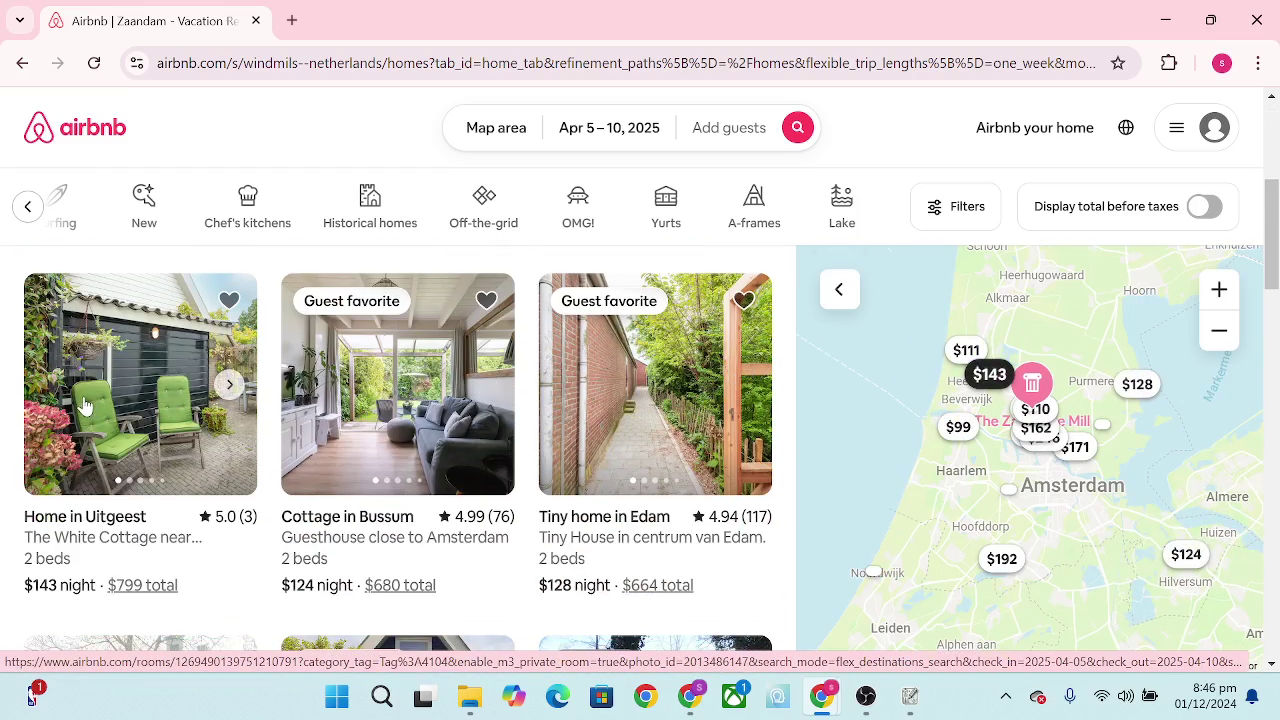 Airbnb | Zaandam - Vacation Re
airbnb.com/s/windmils--netherlands/homes?tab_id=home_tab&refinement_paths%5B%5D=%2Fhomes&flexible_trip_lengths%5B%5D=one_week&mo...
S
airbnb
Map area
Apr 5 – 10, 2025
Add guests
Airbnb your home
New
Chef's kitchens
Historical homes
Off-the-grid
OMG!
Yurts
A-frames
Lake
Filters
Display total before taxes
Guest favorite
Guest favorite
Home in Uitgeest
5.0 (3)
The White Cottage near...
2 beds
$143 night · $799 total
Cottage in Bussum
4.99 (76)
Guesthouse close to Amsterdam
2 beds
$124 night · $680 total
Tiny home in Edam
4.94 (117)
Tiny House in centrum van Edam.
2 beds
$128 night · $664 total
Enkhuizen
Heerhugowaard
Alkmaar
Hoorn
$111
$143
Purmere
$128
Beverwijk
$110
$99
$162
Mill
$171
Haarlem
Amsterdam
Almere
Hoofddorp
Huizen
$192
$124
Hilversum
Leiden
Alphen aan
+
−
https://www.airbnb.com/rooms/1269490139751210791?category_tag=Tag%3A4104&enable_m3_private_room=true&photo_id=2013486147&search_mode=flex_destinations_search&check_in=2025-04-05&check_out=2025-04-10&s...
1
8:46 pm
01/12/2024